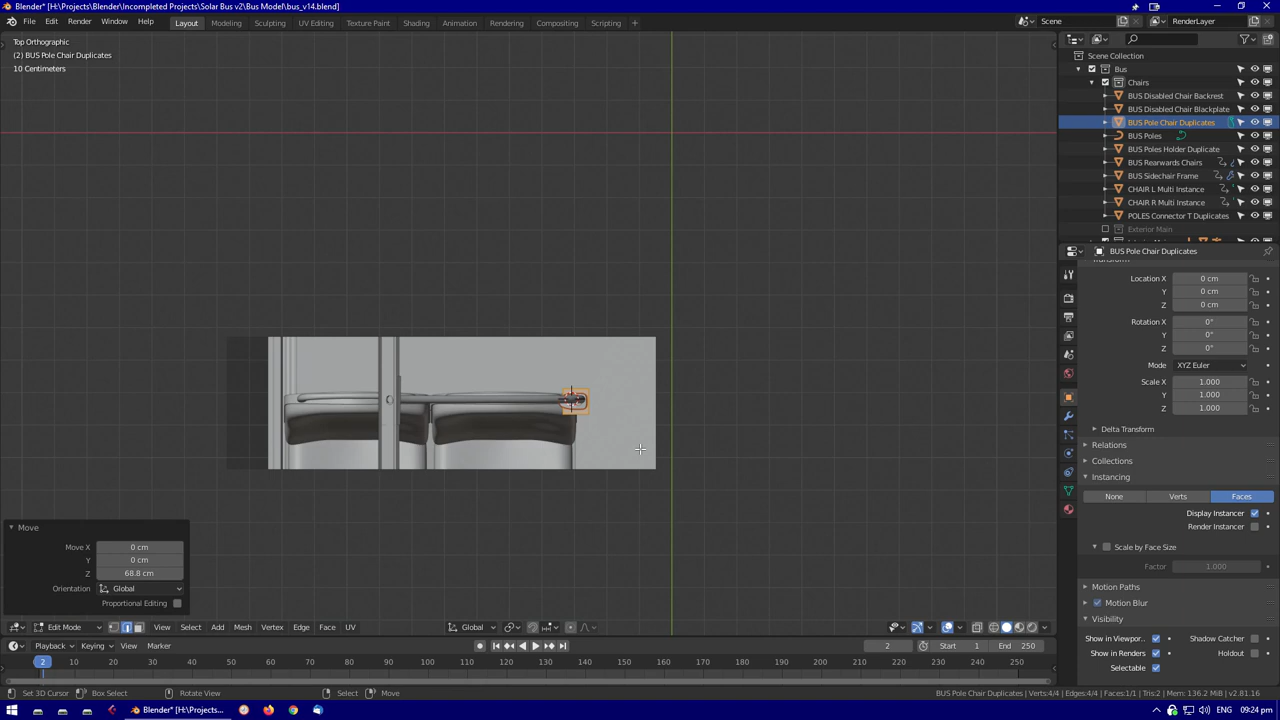 Blender* [H:\Projects\Blender\Incompleted Projects\Solar Bus v2\Bus Model\bus_v14.blend]
File Edit Render Window Help Layout Modeling Sculpting UV Editing Texture Paint Shading Animation Rendering Compositing Scripting Scene RenderLayer
Top Orthographic
(2) BUS Pole Chair Duplicates
10 Centimeters
Scene Collection
Bus
Chairs
BUS Disabled Chair Backrest
BUS Disabled Chair Blackplate
BUS Pole Chair Duplicates
BUS Poles
BUS Poles Holder Duplicate
BUS Rearwards Chairs
BUS Sidechair Frame
CHAIR L Multi Instance
CHAIR R Multi Instance
POLES Connector T Duplicates
Exterior Main
BUS Pole Chair Duplicates
Transform
Location X 0 cm
Y 0 cm
Z 0 cm
Rotation X 0°
Y 0°
Z 0°
Mode XYZ Euler
Scale X 1.000
Y 1.000
Z 1.000
Delta Transform
Relations
Collections
Instancing
None Verts Faces
Display Instancer
Render Instancer
Scale by Face Size
Factor 1.000
Motion Paths
Motion Blur
Visibility
Show in Viewpor.. Shadow Catcher
Show in Renders Holdout
Selectable
Move
Move X 0 cm
Y 0 cm
Z 68.8 cm
Orientation Global
Proportional Editing
Edit Mode View Select Add Mesh Vertex Edge Face UV Global
Playback Keying View Marker 2 Start 1 End 250
2 10 20 30 40 50 60 70 80 90 100 110 120 130 140 150 160 170 180 190 200 210 220 230 240 250
Set 3D Cursor Box Select Rotate View Select Move BUS Pole Chair Duplicates | Verts:4/4 | Edges:4/4 | Faces:1/1 | Tris:2 | Mem: 136.2 MiB | v2.81.16
Blender* [H:\Projects... ENG 09:24 pm